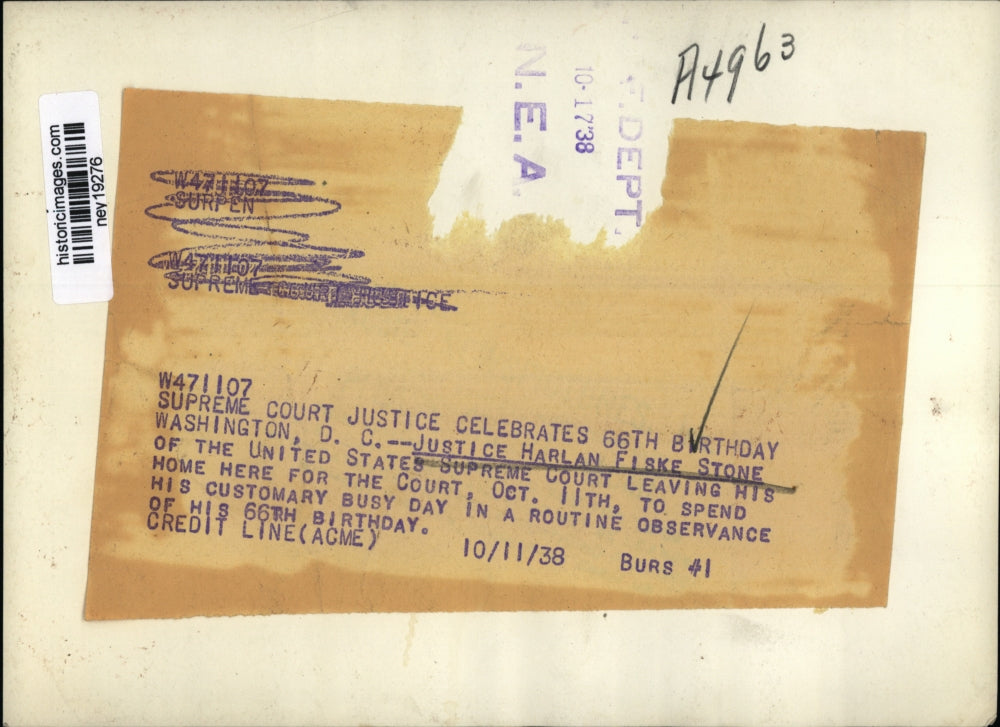 A4963
N.E.A.
10-17'38
F.DEPT.
historicimages.com
ney19276
W471107
SURPEN
W471107
SUPREME COURT JUSTICE
W471107
SUPREME COURT JUSTICE CELEBRATES 66TH BIRTHDAY
WASHINGTON, D. C.--JUSTICE HARLAN FISKE STONE
OF THE UNITED STATES SUPREME COURT LEAVING HIS
HOME HERE FOR THE COURT, OCT. 11TH, TO SPEND
HIS CUSTOMARY BUSY DAY IN A ROUTINE OBSERVANCE
OF HIS 66TH BIRTHDAY.
CREDIT LINE(ACME)
10/11/38 BURS #1